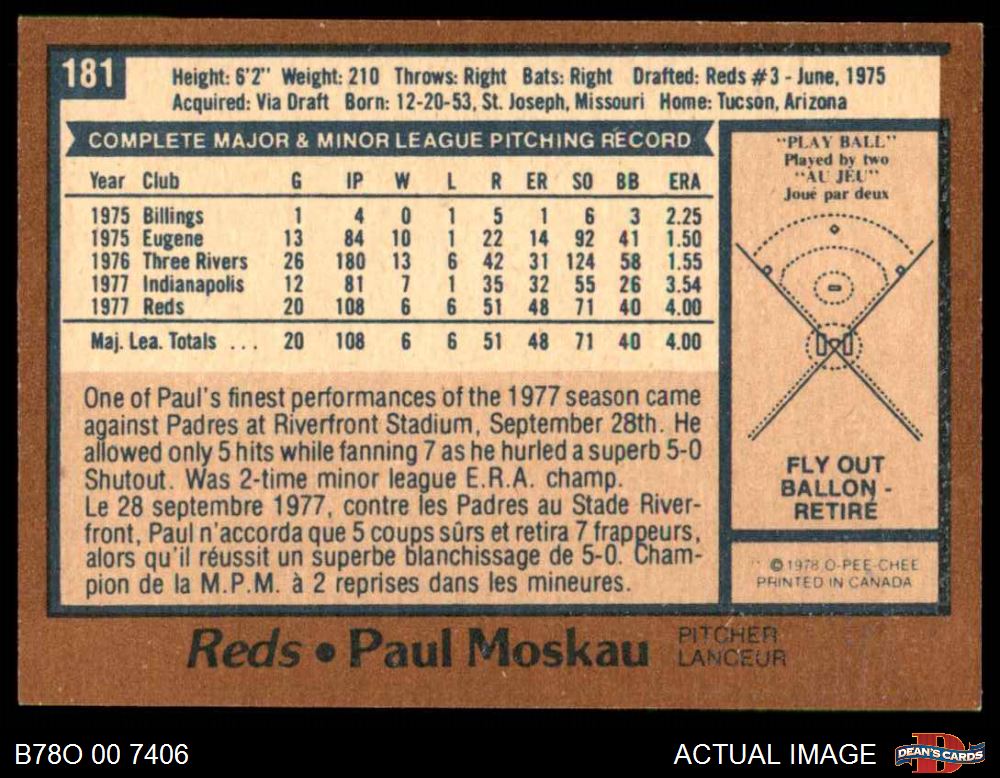 181
Height: 6'2" Weight: 210 Throws: Right Bats: Right Drafted: Reds #3 - June, 1975
Acquired: Via Draft Born: 12-20-53, St. Joseph, Missouri Home: Tucson, Arizona
COMPLETE MAJOR & MINOR LEAGUE PITCHING RECORD
Year Club G IP W L R ER SO BB ERA
1975 Billings 1 4 0 1 5 1 6 3 2.25
1975 Eugene 13 84 10 1 22 14 92 41 1.50
1976 Three Rivers 26 180 13 6 42 31 124 58 1.55
1977 Indianapolis 12 81 7 1 35 32 55 26 3.54
1977 Reds 20 108 6 6 51 48 71 40 4.00
Maj. Lea. Totals ... 20 108 6 6 51 48 71 40 4.00
One of Paul's finest performances of the 1977 season came
against Padres at Riverfront Stadium, September 28th. He
allowed only 5 hits while fanning 7 as he hurled a superb 5-0
Shutout. Was 2-time minor league E.R.A. champ.
Le 28 septembre 1977, contre les Padres au Stade River-
front, Paul n'accorda que 5 coups sûrs et retira 7 frappeurs,
alors qu'il réussit un superbe blanchissage de 5-0. Cham-
pion de la M.P.M. à 2 reprises dans les mineures.
"PLAY BALL"
Played by two
"AU JEU"
Joué par deux
FLY OUT
BALLON -
RETIRÉ
© 1978 O-PEE-CHEE
PRINTED IN CANADA
Reds • Paul Moskau PITCHER
LANCEUR
B78O 00 7406
ACTUAL IMAGE
DEAN'S CARDS